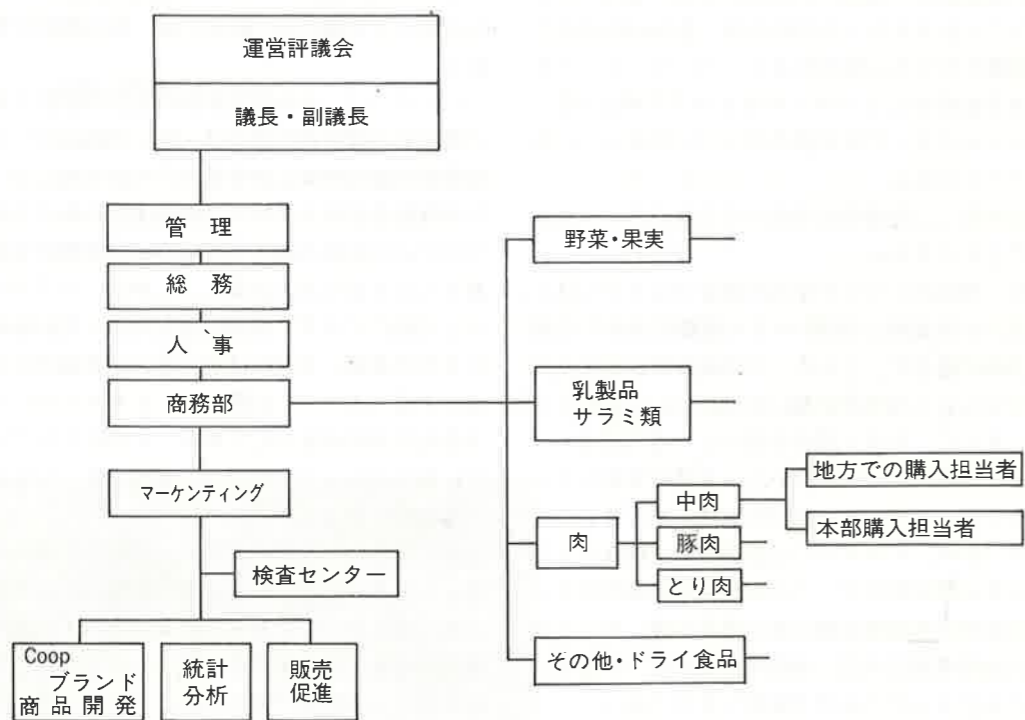 運営評議会
議長・副議長
管 理
総 務
人 事
商務部
マーケンティング
検査センター
Coop
ブランド
商品開発
統計
分析
販売
促進
野菜・果実
乳製品
サラミ類
肉
中肉
豚肉
とり肉
地方での購入担当者
本部購入担当者
その他・ドライ食品